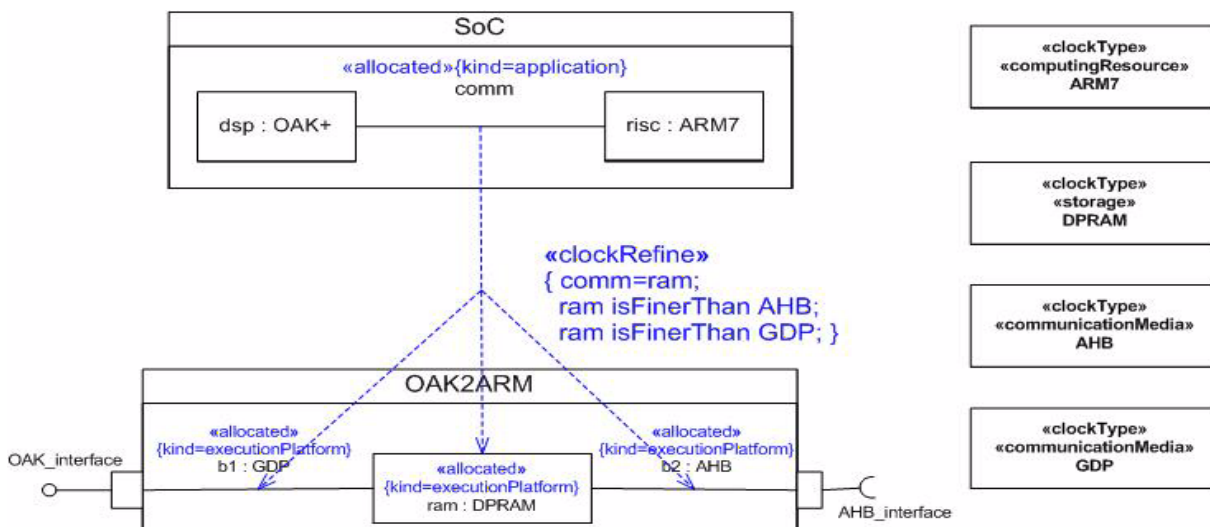 SoC
«allocated»{kind=application}
comm
dsp : OAK+
risc : ARM7
«clockRefine»
{ comm=ram;
ram isFinerThan AHB;
ram isFinerThan GDP; }
OAK2ARM
«allocated»
{kind=executionPlatform}
b1 : GDP
«allocated»
{kind=executionPlatform}
ram : DPRAM
«allocated»
{kind=executionPlatform}
b2 : AHB
OAK_interface
AHB_interface
«clockType»
«computingResource»
ARM7
«clockType»
«storage»
DPRAM
«clockType»
«communicationMedia»
AHB
«clockType»
«communicationMedia»
GDP